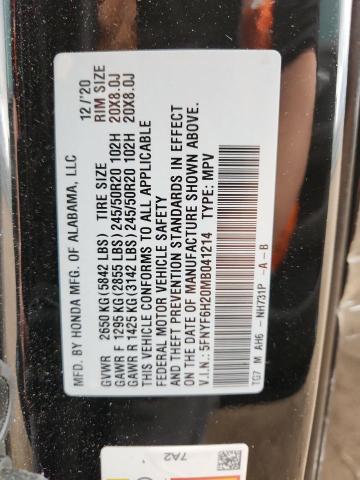 MFD. BY HONDA MFG. OF ALABAMA, LLC 12/'20
GVWR 2650 KG (5842 LBS) TIRE SIZE RIM SIZE
GAWR F 1295 KG (2855 LBS) 245/50R20 102H 20X8.0J
GAWR R 1425 KG (3142 LBS) 245/50R20 102H 20X8.0J
THIS VEHICLE CONFORMS TO ALL APPLICABLE
FEDERAL MOTOR VEHICLE SAFETY
AND THEFT PREVENTION STANDARDS IN EFFECT
ON THE DATE OF MANUFACTURE SHOWN ABOVE.
V.I.N.: 5FNYF6H20MB041214 TYPE: MPV
TG7 M AH6 - NH731P -A-B
7A2